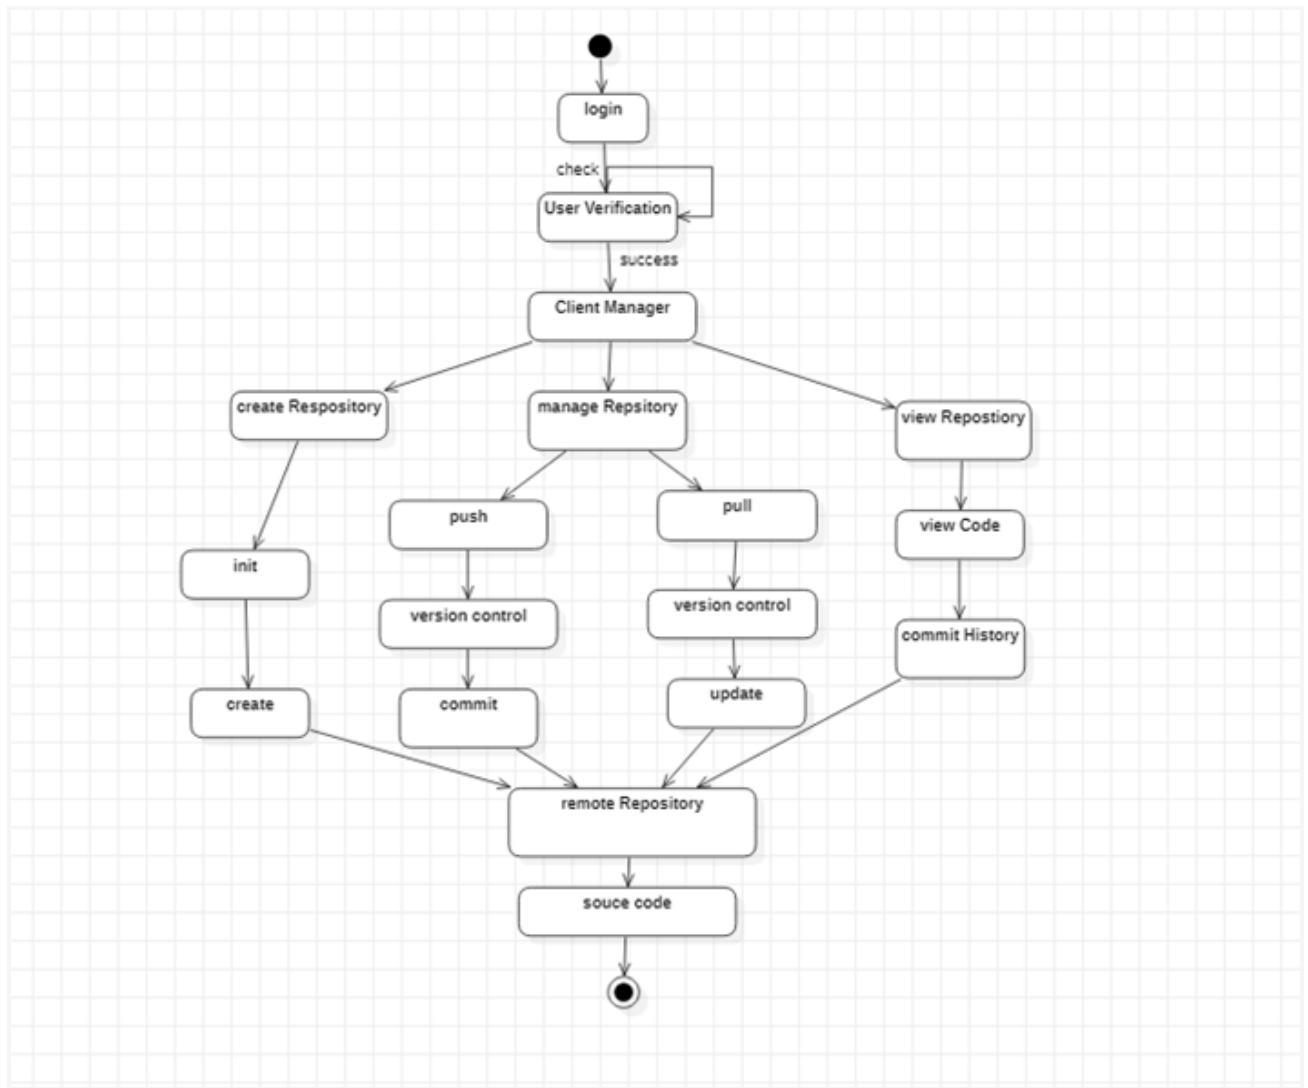 login
check
User Verification
success
Client Manager
create Respository
manage Repsitory
view Repostiory
push
pull
view Code
init
version control
version control
commit History
create
commit
update
remote Repository
souce code